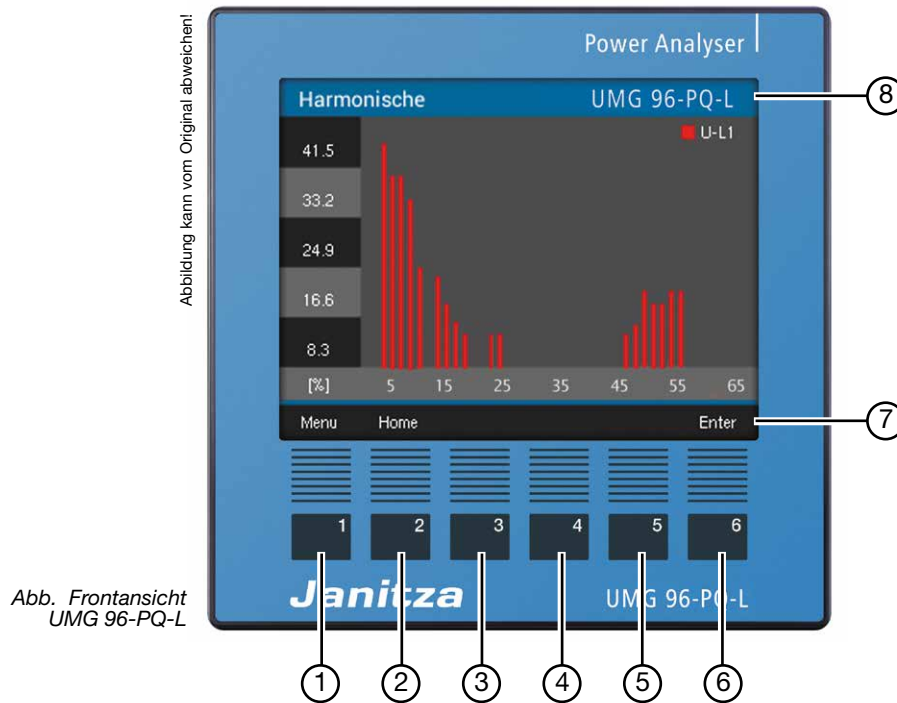 Abbildung kann vom Original abweichen!
Power Analyser
Harmonische UMG 96-PQ-L
8
U-L1
41.5
33.2
24.9
16.6
8.3
[%] 5 15 25 35 45 55 65
Menu Home Enter
7
1 2 3 4 5 6
Janitza UMG 96-PQ-L
Abb. Frontansicht
UMG 96-PQ-L
1 2 3 4 5 6